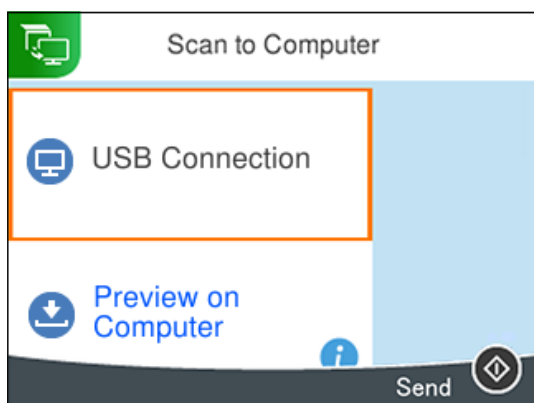 Scan to Computer
USB Connection
Preview on
Computer
i
Send